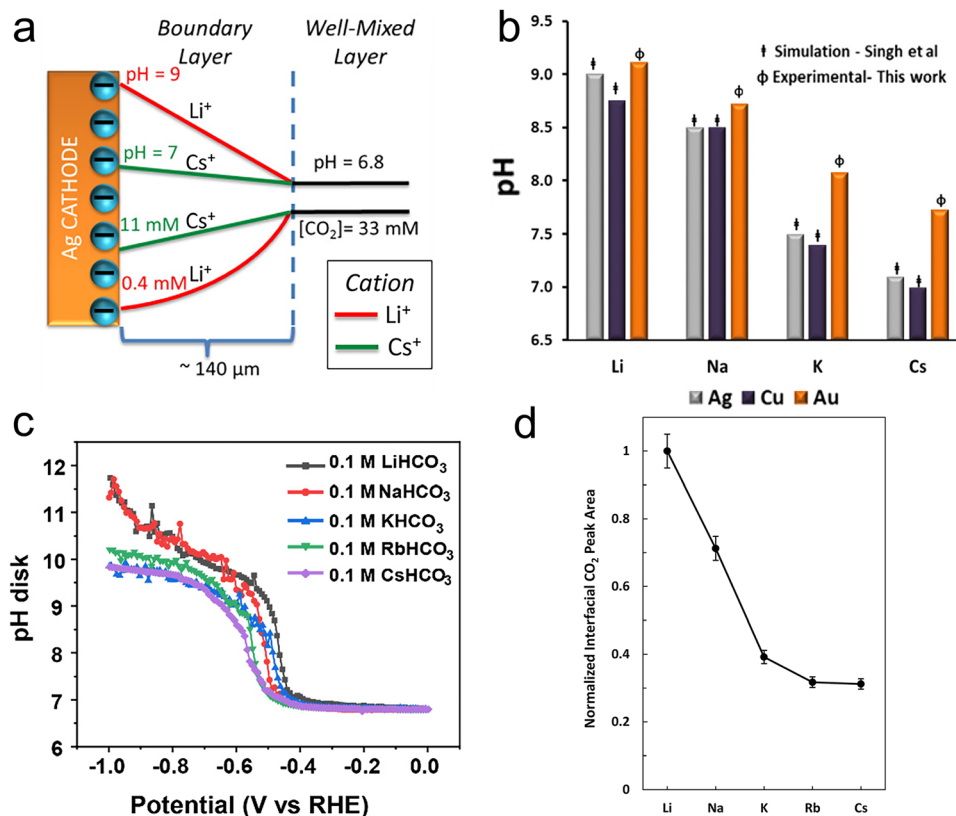 a
Boundary
Layer
Well-Mixed
Layer
pH = 9
Li⁺
pH = 7
Cs⁺
pH = 6.8
Ag CATHODE
11 mM
Cs⁺
[CO₂]= 33 mM
0.4 mM
Li⁺
Cation
Li⁺
Cs⁺
~ 140 µm
b
ǂ Simulation - Singh et al
ϕ Experimental- This work
pH
9.5
9.0
8.5
8.0
7.5
7.0
6.5
Li Na K Cs
Ag Cu Au
c
0.1 M LiHCO₃
0.1 M NaHCO₃
0.1 M KHCO₃
0.1 M RbHCO₃
0.1 M CsHCO₃
pH disk
12
11
10
9
8
7
6
-1.0 -0.8 -0.6 -0.4 -0.2 0.0
Potential (V vs RHE)
d
Normalized Interfacial CO₂ Peak Area
1
0.8
0.6
0.4
0.2
0
Li Na K Rb Cs